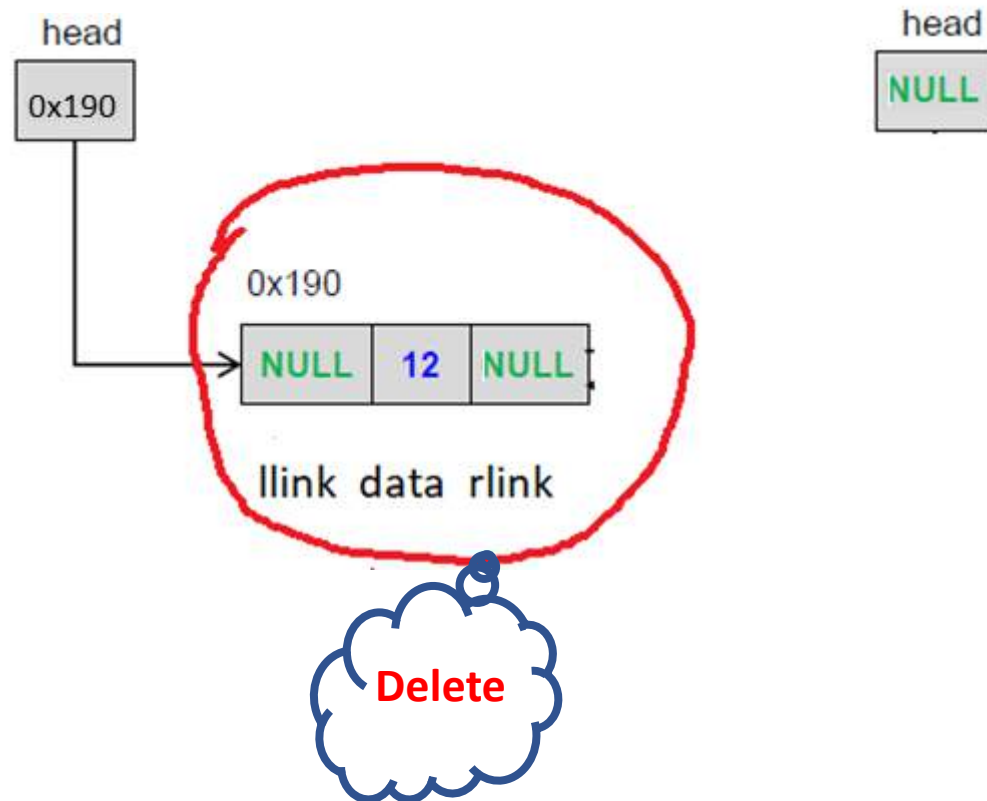 head
0x190
0x190
NULL 12 NULL
llink data rlink
Delete
head
NULL